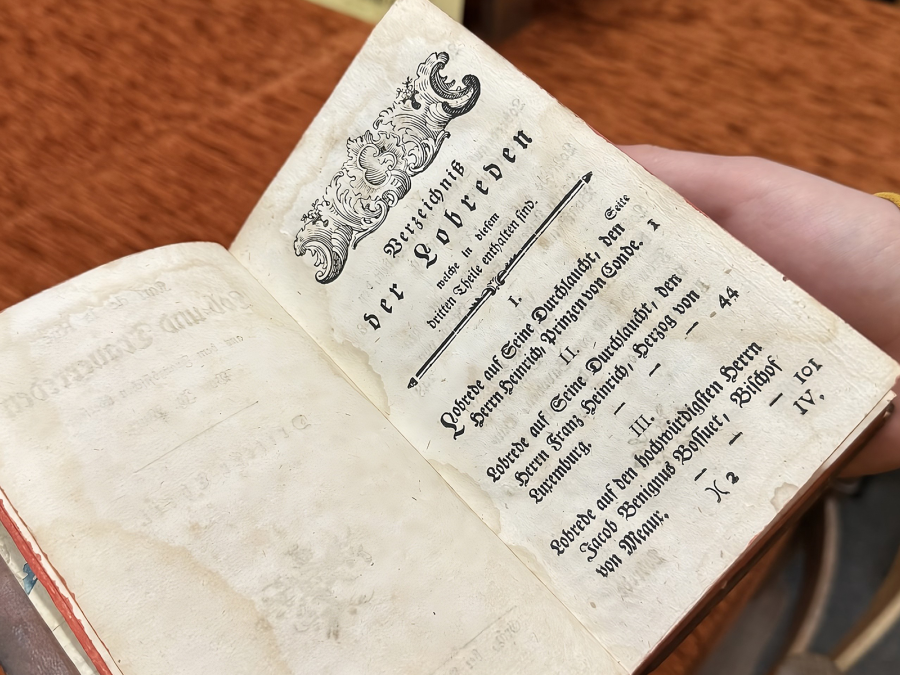 Verzeichniß
der Lobreden
welche in diesem
dritten Theile enthalten sind.
Seite
I.
Lobrede auf Seine Durchlaucht, den
Herrn Heinrich, Prinzen von Conde. 1
II.
Lobrede auf Seine Durchlaucht, den
Herrn Franz Heinrich, Herzog von
Luxemburg. — — — 44
III.
Lobrede auf den hochwürdigsten Herrn
Jacob Benignus Bossuet, Bischof
von Meaux. — — — 101
)( 2 IV.